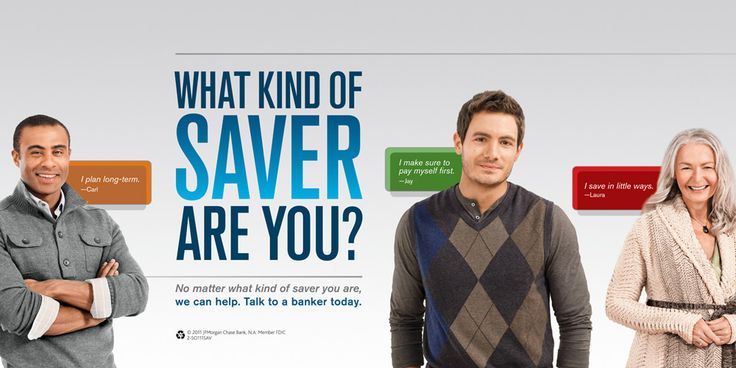 WHAT KIND OF
SAVER
ARE YOU?
I plan long-term.
—Carl
I make sure to
pay myself first.
—Jay
I save in little ways.
—Laura
No matter what kind of saver you are,
we can help. Talk to a banker today.
© 2011 JPMorgan Chase Bank, N.A. Member FDIC